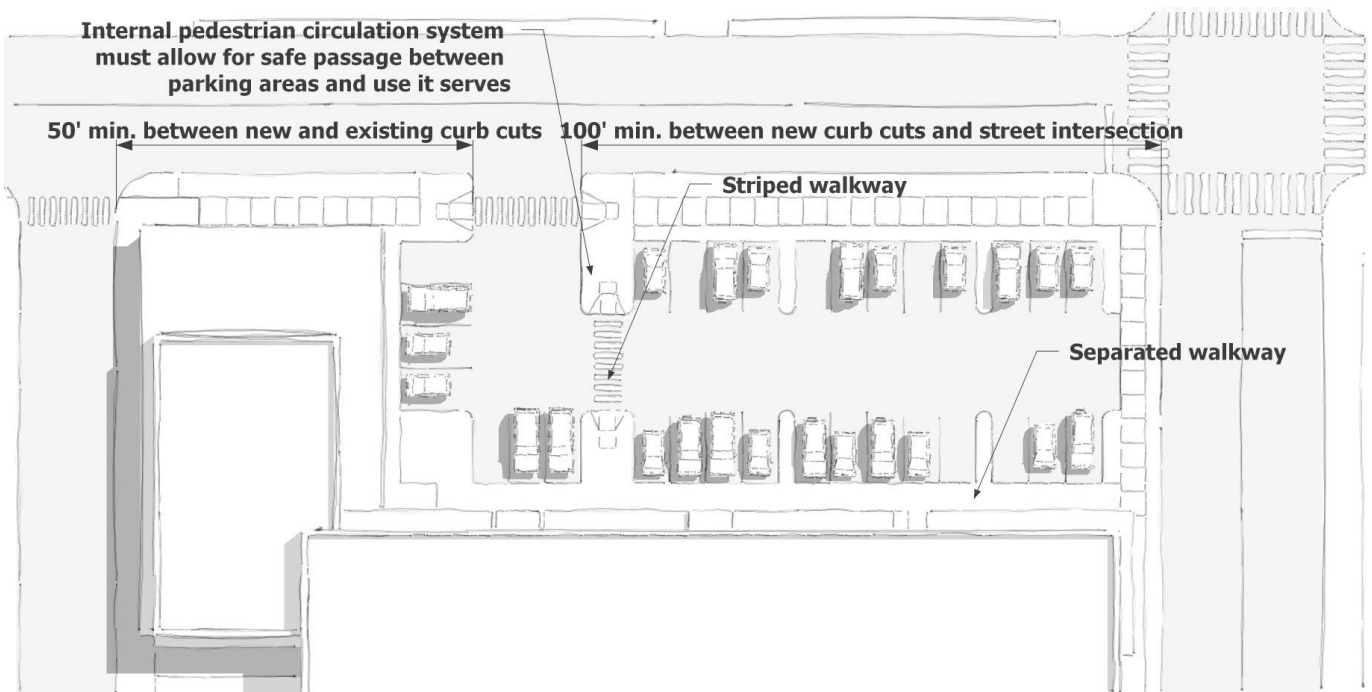 Internal pedestrian circulation system
must allow for safe passage between
parking areas and use it serves
50' min. between new and existing curb cuts
100' min. between new curb cuts and street intersection
Striped walkway
Separated walkway